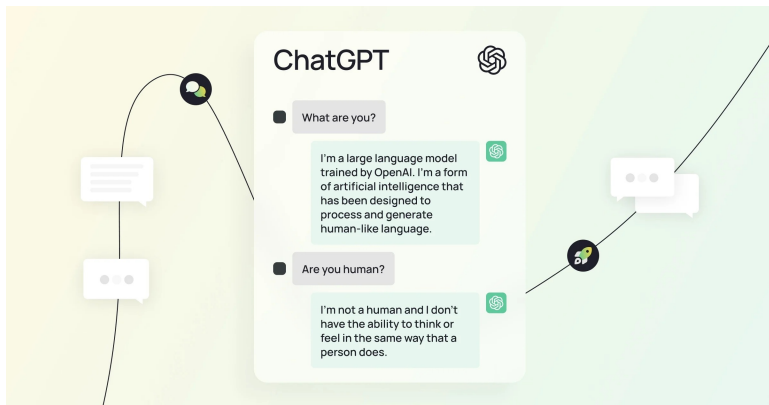 ChatGPT
What are you?
I'm a large language model
trained by OpenAI. I'm a form
of artificial intelligence that
has been designed to
process and generate
human-like language.
Are you human?
I'm not a human and I don't
have the ability to think or
feel in the same way that a
person does.